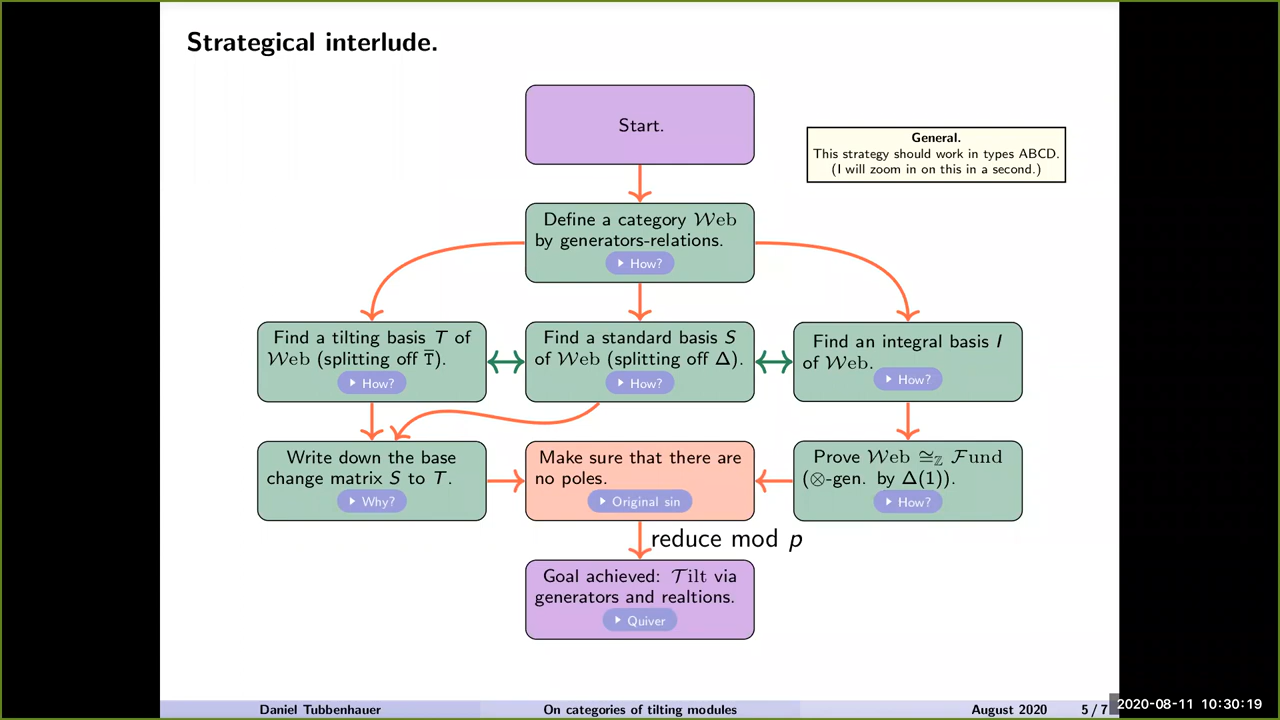 Strategical interlude.
Start.
General.
This strategy should work in types ABCD.
(I will zoom in on this in a second.)
Define a category Web
by generators-relations.
How?
Find a tilting basis T of
Web (splitting off T̅).
How?
Find a standard basis S
of Web (splitting off Δ).
How?
Find an integral basis I
of Web.
How?
Write down the base
change matrix S to T.
Why?
Make sure that there are
no poles.
Original sin
Prove Web ≅ℤ Fund
(⊗-gen. by Δ(1)).
How?
reduce mod p
Goal achieved: Tilt via
generators and realtions.
Quiver
Daniel Tubbenhauer
On categories of tilting modules
August 2020
5 / 7
2020-08-11 10:30:19